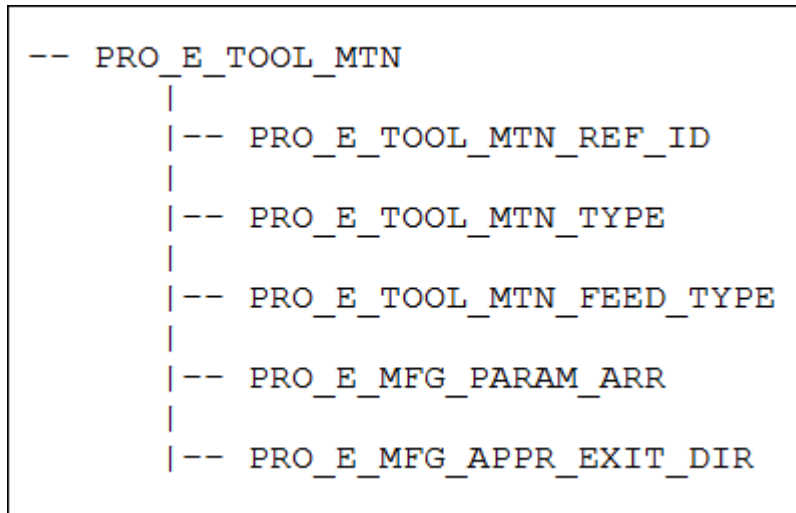 -- PRO_E_TOOL_MTN
|
|-- PRO_E_TOOL_MTN_REF_ID
|
|-- PRO_E_TOOL_MTN_TYPE
|
|-- PRO_E_TOOL_MTN_FEED_TYPE
|
|-- PRO_E_MFG_PARAM_ARR
|
|-- PRO_E_MFG_APPR_EXIT_DIR